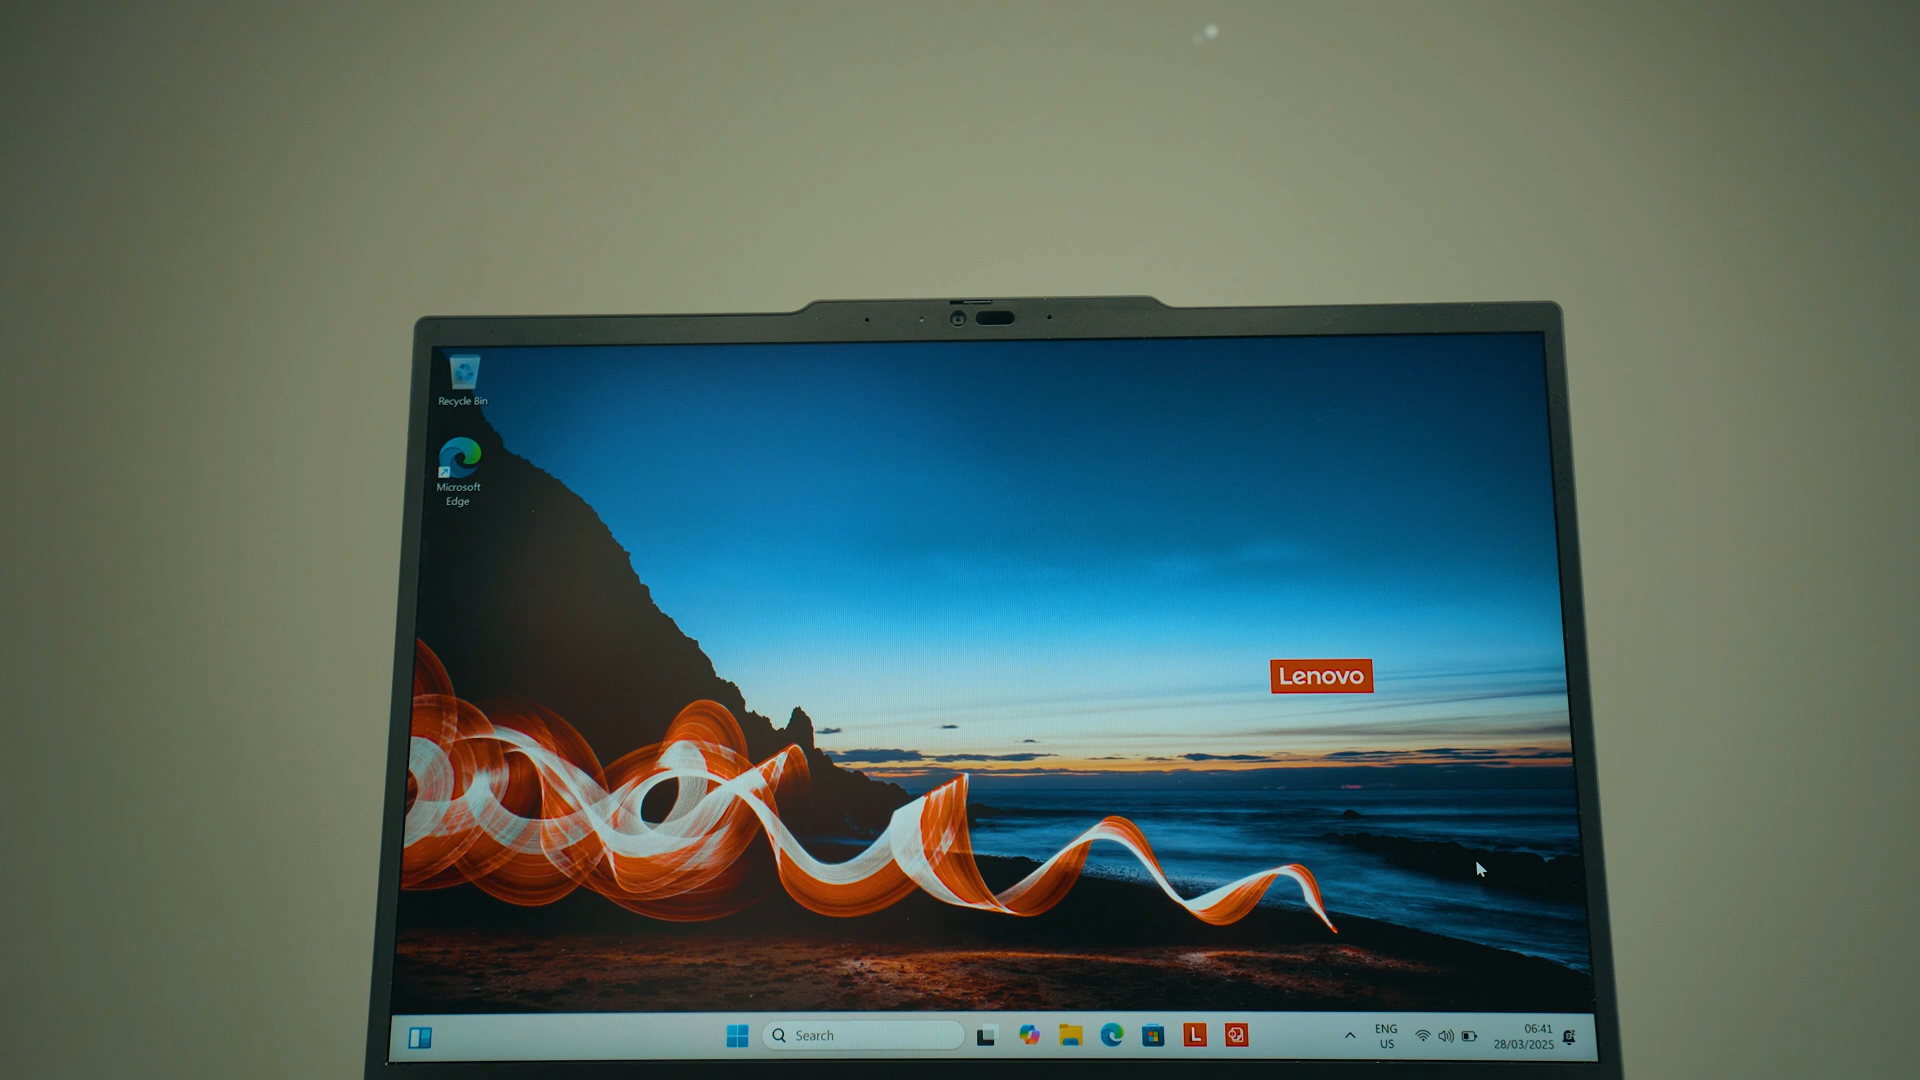 Recycle Bin
Microsoft
Edge
Lenovo
Search
L
ENG
US
06:41
28/03/2025